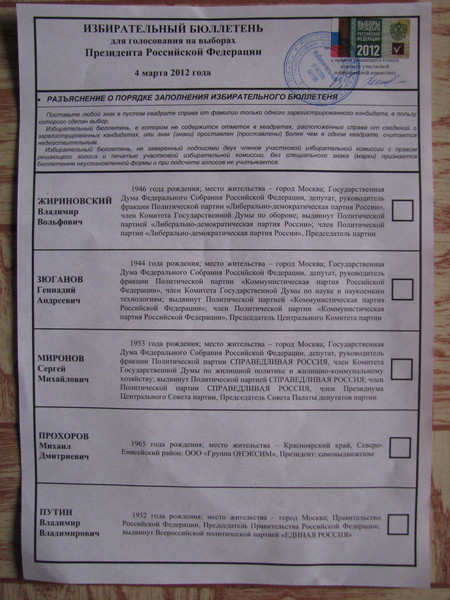 ИЗБИРАТЕЛЬНЫЙ БЮЛЛЕТЕНЬ
для голосования на выборах
Президента Российской Федерации
4 марта 2012 года
ВЫБОРЫ
ПРЕЗИДЕНТА
РОССИЙСКОЙ
ФЕДЕРАЦИИ
2012
РАЗЪЯСНЕНИЕ О ПОРЯДКЕ ЗАПОЛНЕНИЯ ИЗБИРАТЕЛЬНОГО БЮЛЛЕТЕНЯ
Поставьте любой знак в пустом квадрате справа от фамилии только одного зарегистрированного кандидата, в пользу
которого сделан выбор.
Избирательный бюллетень, в котором не содержится отметок в квадратах, расположенных справа от сведений о
зарегистрированных кандидатах, или знак (знаки) проставлен (проставлены) более чем в одном квадрате, считается
недействительным.
Избирательный бюллетень, не заверенный подписями двух членов участковой избирательной комиссии с правом
решающего голоса и печатью участковой избирательной комиссии, без специального знака (марки) признается
бюллетенем неустановленной формы и при подсчете голосов не учитывается.
ЖИРИНОВСКИЙ
Владимир
Вольфович
1946 года рождения; место жительства – город Москва; Государственная
Дума Федерального Собрания Российской Федерации, депутат, руководитель
фракции Политической партии «Либерально-демократическая партия России»,
член Комитета Государственной Думы по обороне; выдвинут Политической
партией «Либерально-демократическая партия России»; член Политической
партии «Либерально-демократическая партия России», Председатель партии
ЗЮГАНОВ
Геннадий
Андреевич
1944 года рождения; место жительства – город Москва; Государственная
Дума Федерального Собрания Российской Федерации, депутат, руководитель
фракции Политической партии «Коммунистическая партия Российской
Федерации», член Комитета Государственной Думы по науке и наукоемким
технологиям; выдвинут Политической партией «Коммунистическая партия
Российской Федерации»; член Политической партии «Коммунистическая
партия Российской Федерации», Председатель Центрального Комитета партии
МИРОНОВ
Сергей
Михайлович
1953 года рождения; место жительства – город Москва; Государственная
Дума Федерального Собрания Российской Федерации, депутат, руководитель
фракции Политической партии СПРАВЕДЛИВАЯ РОССИЯ, член Комитета
Государственной Думы по жилищной политике и жилищно-коммунальному
хозяйству; выдвинут Политической партией СПРАВЕДЛИВАЯ РОССИЯ; член
Политической партии СПРАВЕДЛИВАЯ РОССИЯ, член Президиума
Центрального Совета партии, Председатель Совета Палаты депутатов партии
ПРОХОРОВ
Михаил
Дмитриевич
1965 года рождения; место жительства – Красноярский край, Северо-
Енисейский район; ООО «Группа ОНЭКСИМ», Президент; самовыдвижение
ПУТИН
Владимир
Владимирович
1952 года рождения; место жительства – город Москва; Правительство
Российской Федерации, Председатель Правительства Российской Федерации;
выдвинут Всероссийской политической партией «ЕДИНАЯ РОССИЯ»